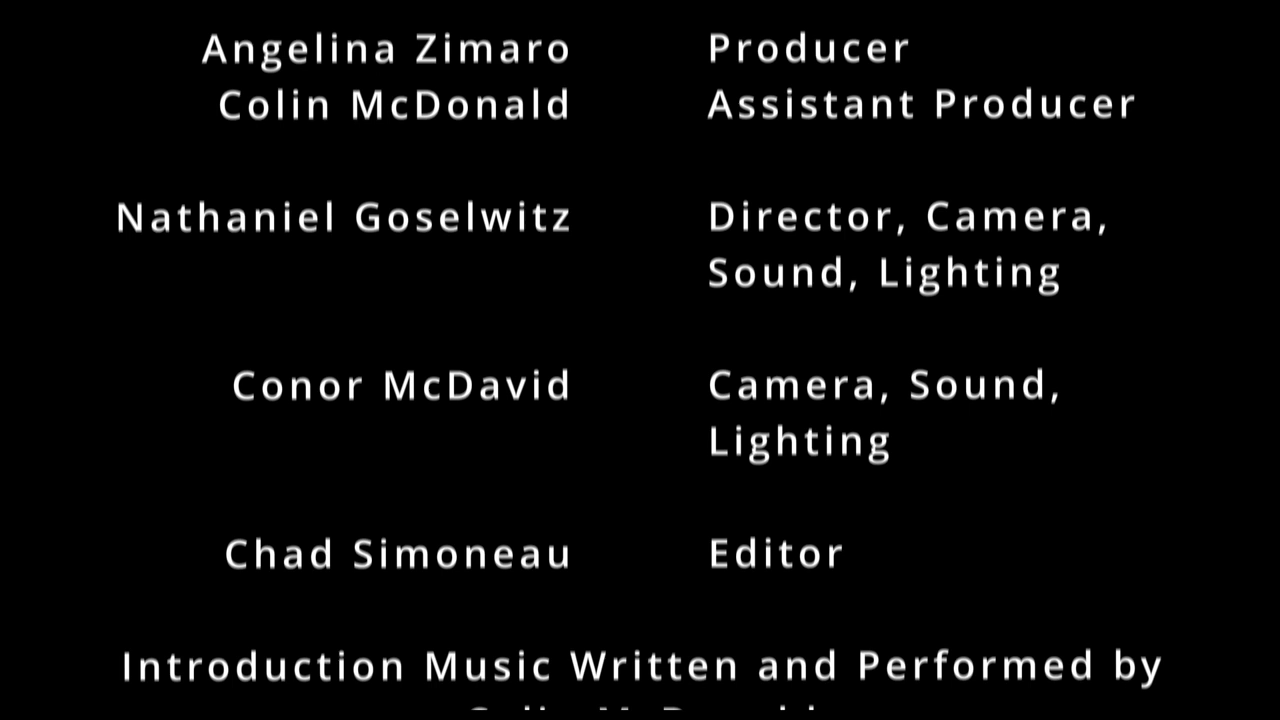 Angelina Zimaro Producer
Colin McDonald Assistant Producer
Nathaniel Goselwitz Director, Camera,
Sound, Lighting
Conor McDavid Camera, Sound,
Lighting
Chad Simoneau Editor
Introduction Music Written and Performed by